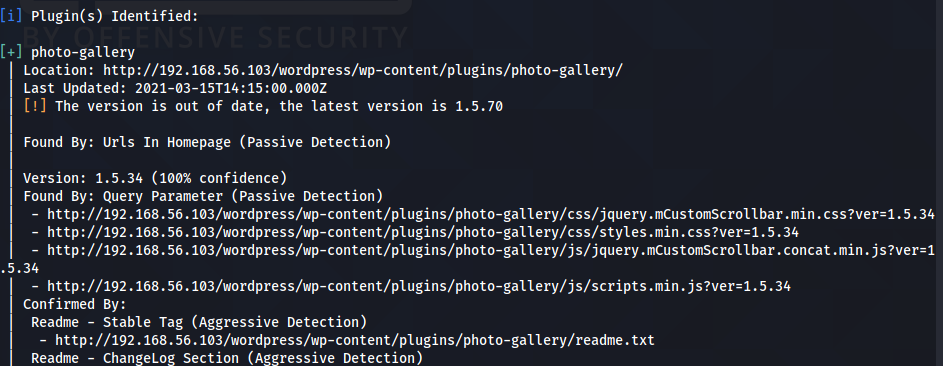 [i] Plugin(s) Identified:
BY OFFENSIVE SECURITY
[+] photo-gallery
| Location: http://192.168.56.103/wordpress/wp-content/plugins/photo-gallery/
| Last Updated: 2021-03-15T14:15:00.000Z
| [!] The version is out of date, the latest version is 1.5.70
|
| Found By: Urls In Homepage (Passive Detection)
|
| Version: 1.5.34 (100% confidence)
| Found By: Query Parameter (Passive Detection)
|  - http://192.168.56.103/wordpress/wp-content/plugins/photo-gallery/css/jquery.mCustomScrollbar.min.css?ver=1.5.34
|  - http://192.168.56.103/wordpress/wp-content/plugins/photo-gallery/css/styles.min.css?ver=1.5.34
|  - http://192.168.56.103/wordpress/wp-content/plugins/photo-gallery/js/jquery.mCustomScrollbar.concat.min.js?ver=1
.5.34
|  - http://192.168.56.103/wordpress/wp-content/plugins/photo-gallery/js/scripts.min.js?ver=1.5.34
| Confirmed By:
|  Readme - Stable Tag (Aggressive Detection)
|   - http://192.168.56.103/wordpress/wp-content/plugins/photo-gallery/readme.txt
|  Readme - ChangeLog Section (Aggressive Detection)